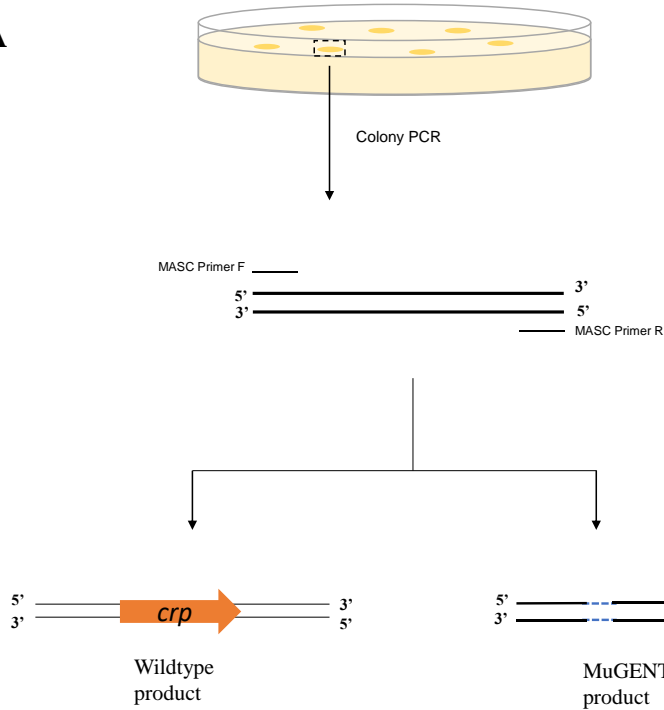 A
Colony PCR
MASC Primer F
5’ 3’
3’ 5’
MASC Primer R
5’ 3’
3’ 5’
crp
5’
3’
Wildtype
product
MuGENT
product